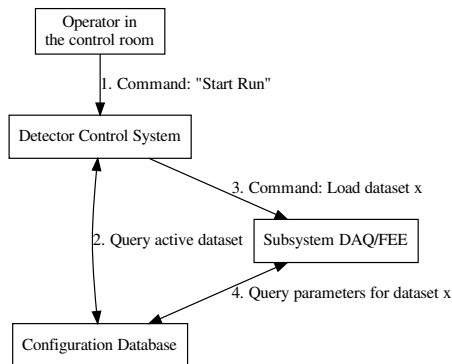 Operator in
the control room
1. Command: "Start Run"
Detector Control System
3. Command: Load dataset x
2. Query active dataset
Subsystem DAQ/FEE
4. Query parameters for dataset x
Configuration Database